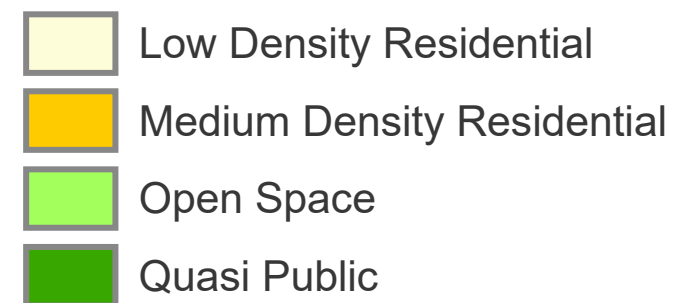 Low Density Residential
Medium Density Residential
Open Space
Quasi Public